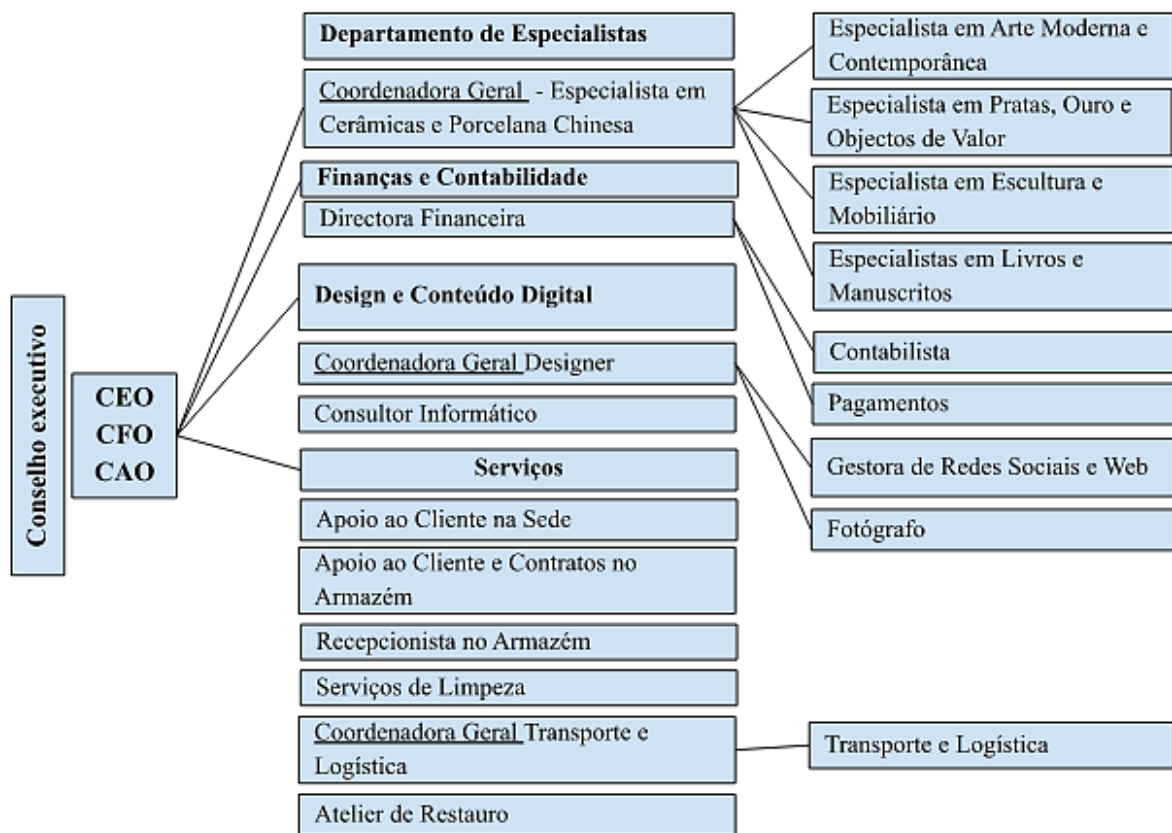 Conselho executivo
CEO
CFO
CAO
Departamento de Especialistas
Coordenadora Geral - Especialista em
Cerâmicas e Porcelana Chinesa
Finanças e Contabilidade
Directora Financeira
Design e Conteúdo Digital
Coordenadora Geral Designer
Consultor Informático
Serviços
Apoio ao Cliente na Sede
Apoio ao Cliente e Contratos no
Armazém
Recepcionista no Armazém
Serviços de Limpeza
Coordenadora Geral Transporte e
Logística
Atelier de Restauro
Especialista em Arte Moderna e
Contemporânea
Especialista em Pratas, Ouro e
Objectos de Valor
Especialista em Escultura e
Mobiliário
Especialistas em Livros e
Manuscritos
Contabilista
Pagamentos
Gestora de Redes Sociais e Web
Fotógrafo
Transporte e Logística